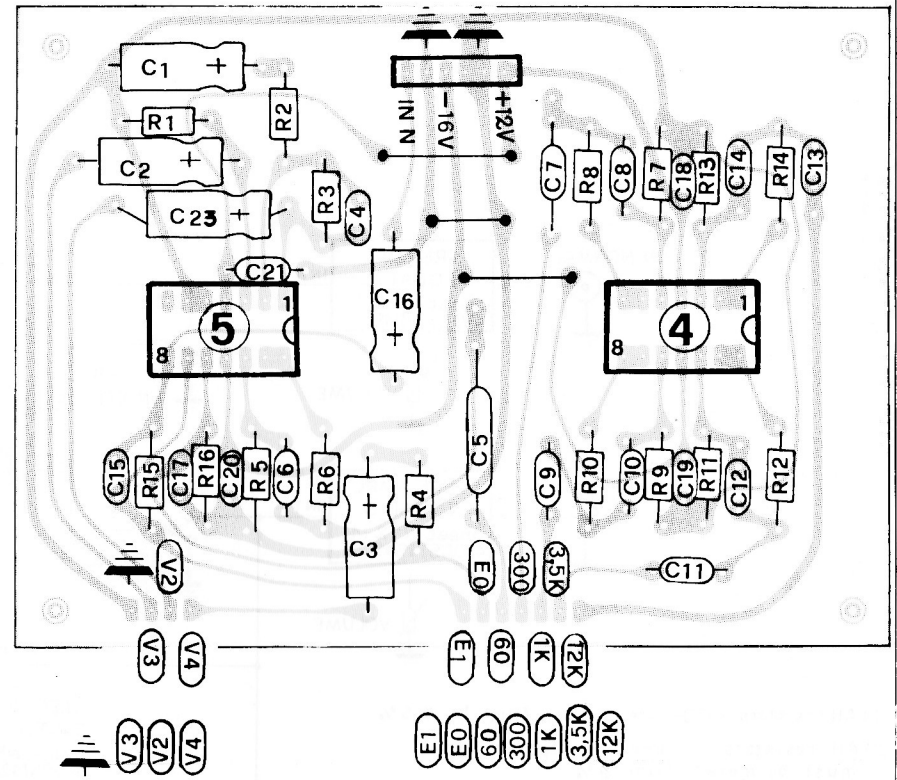 C1 +
R1
R2
C2 +
C23 +
R3
C4
C21
IN N
-16V
+12V
C7
R8
C8
R7
C18
R13
C14
R14
C13
5
1
8
C16
+
4
1
8
C15
R15
C17
R16
C20
R5
C6
R6
+
C3
R4
C5
C9
R10
C10
R9
C19
R11
C12
R12
C11
V2
E0
300
3,5K
V3
V4
E1
60
1K
12K
V3
V2
V4
E1
E0
60
300
1K
3,5K
12K